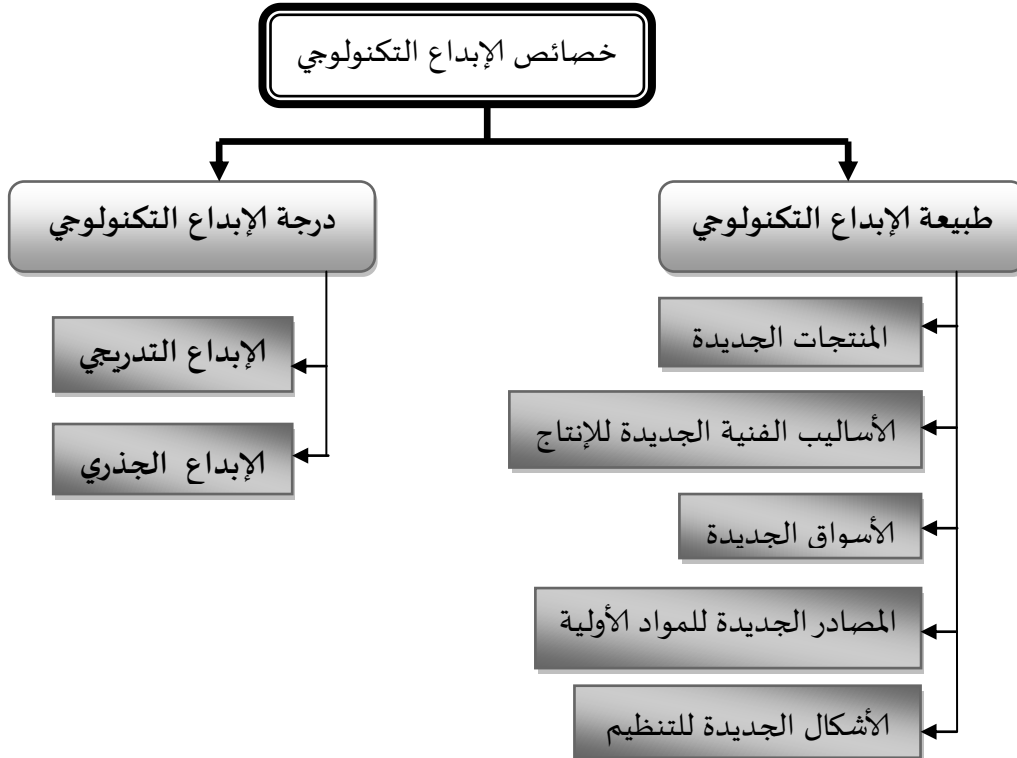 خصائص الإبداع التكنولوجي
طبيعة الإبداع التكنولوجي
المنتجات الجديدة
الأساليب الفنية الجديدة للإنتاج
الأسواق الجديدة
المصادر الجديدة للمواد الأولية
الأشكال الجديدة للتنظيم
درجة الإبداع التكنولوجي
الإبداع التدريجي
الإبداع الجذري